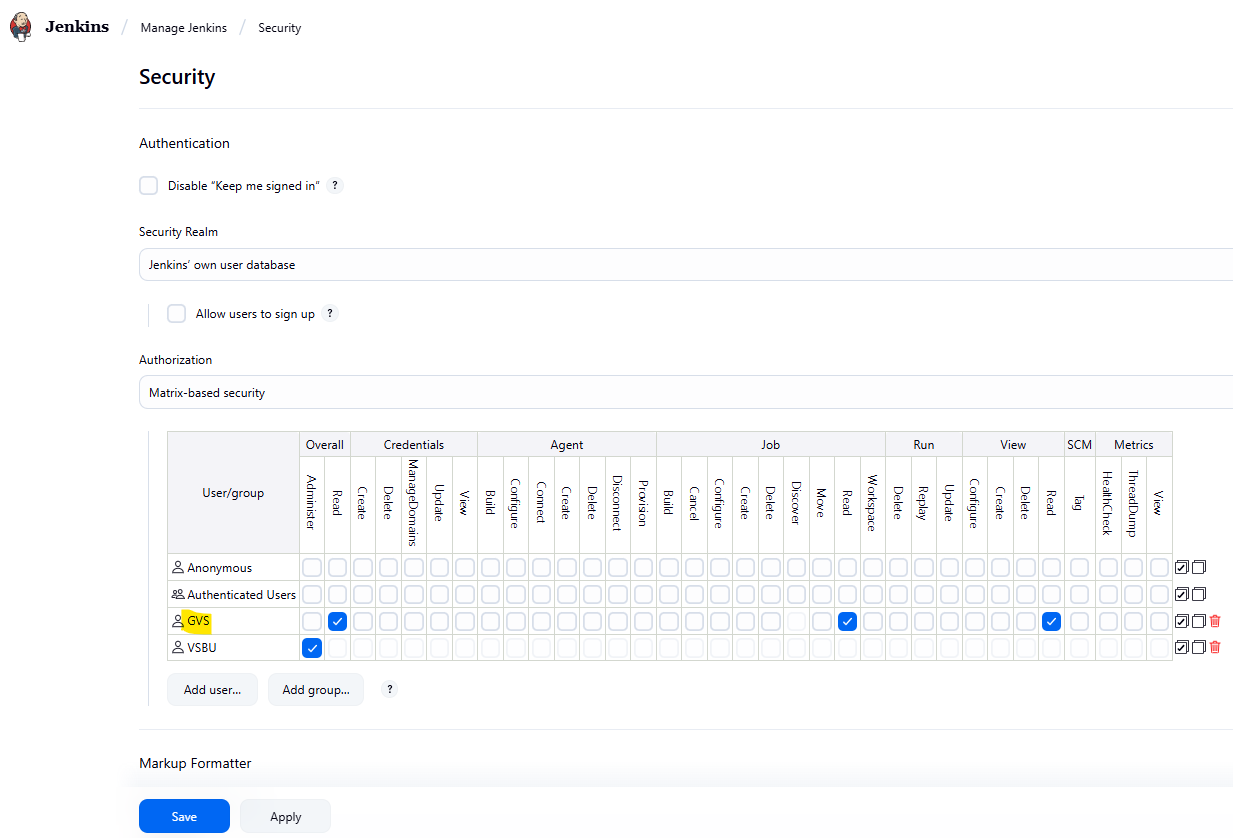 Jenkins / Manage Jenkins / Security
Security
Authentication
Disable “Keep me signed in” ?
Security Realm
Jenkins’ own user database
Allow users to sign up ?
Authorization
Matrix-based security
User/group Overall Credentials Agent Job Run View SCM Metrics
Administer Read Create Delete ManageDomains Update View Build Configure Connect Create Delete Disconnect Provision Build Cancel Configure Create Delete Discover Move Read Workspace Delete Replay Update Configure Create Delete Read Tag HealthCheck ThreadDump View
Anonymous
Authenticated Users
GVS
VSBU
Add user... Add group... ?
Markup Formatter
Save Apply